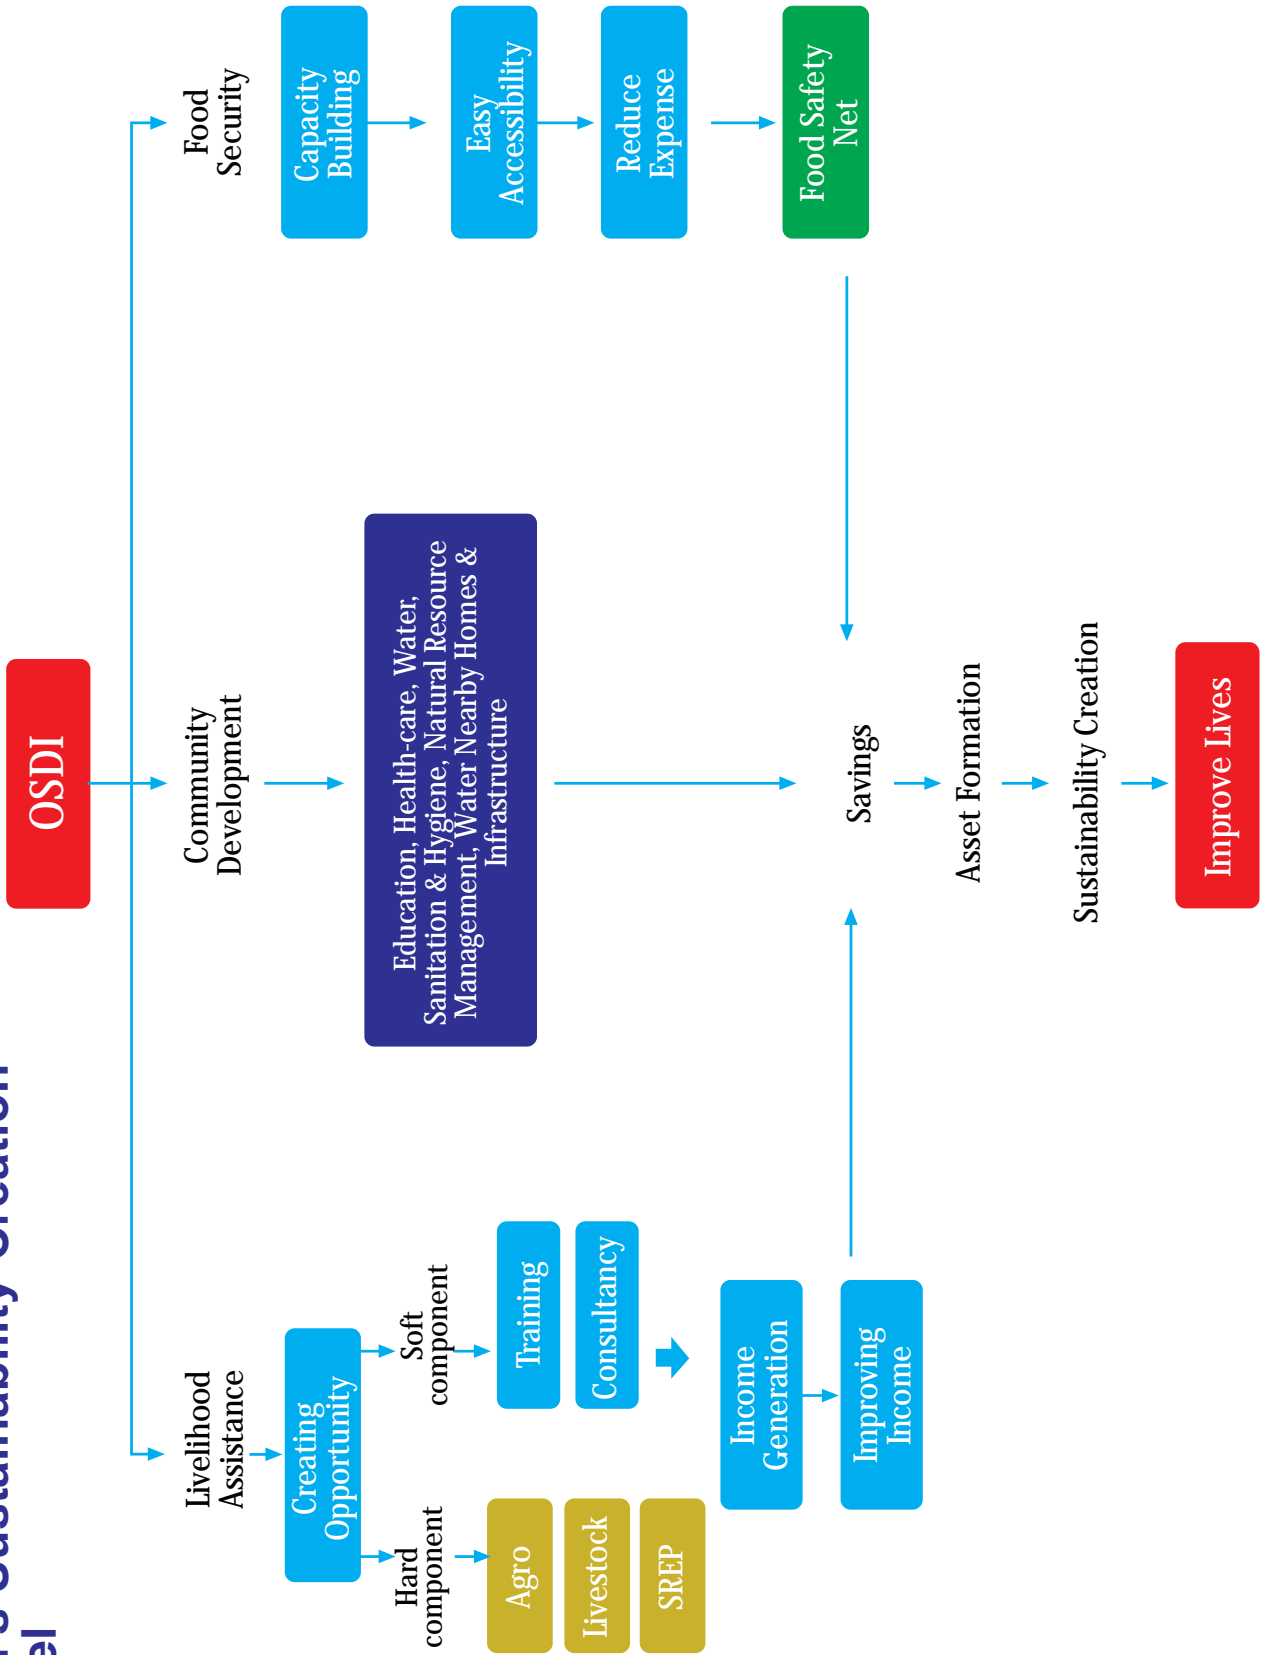 Sustainability Creation
OSDI
Livelihood
Assistance
Creating
Opportunity
Hard
component
Agro
Livestock
SREP
Soft
component
Training
Consultancy
Income
Generation
Improving
Income
Community
Development
Education, Health-care, Water,
Sanitation & Hygiene, Natural Resource
Management, Water Nearby Homes &
Infrastructure
Food
Security
Capacity
Building
Easy
Accessibility
Reduce
Expense
Food Safety
Net
Savings
Asset Formation
Sustainability Creation
Improve Lives